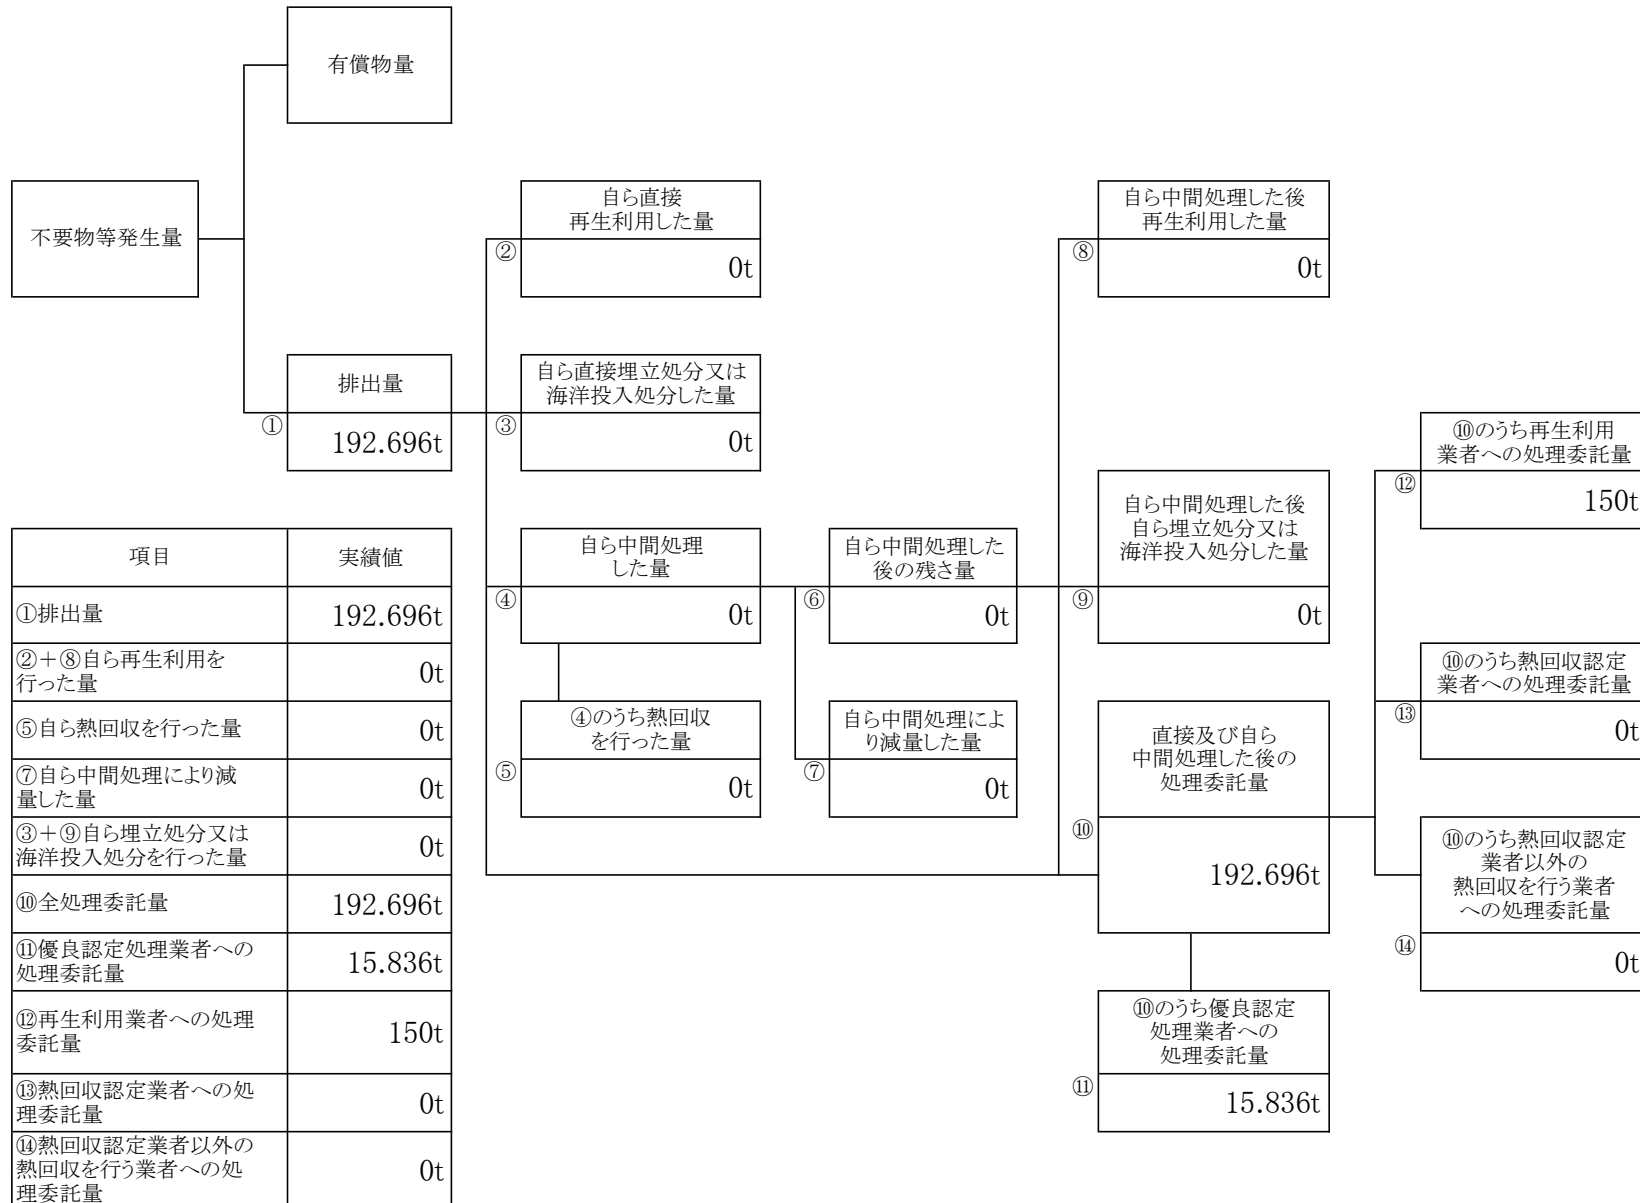 有償物量
不要物等発生量
自ら直接
再生利用した量
②
0t
自ら中間処理した後
再生利用した量
⑧
0t
排出量
①
192.696t
自ら直接埋立処分又は
海洋投入処分した量
③
0t
⑩のうち再生利用
業者への処理委託量
⑫
150t
自ら中間処理
した量
④
0t
自ら中間処理した
後の残さ量
⑥
0t
自ら中間処理した後
自ら埋立処分又は
海洋投入処分した量
⑨
0t
⑩のうち熱回収認定
業者への処理委託量
⑬
0t
④のうち熱回収
を行った量
⑤
0t
自ら中間処理によ
り減量した量
⑦
0t
直接及び自ら
中間処理した後の
処理委託量
⑩
192.696t
⑩のうち熱回収認定
業者以外の
熱回収を行う業者
への処理委託量
⑭
0t
⑩のうち優良認定
処理業者への
処理委託量
⑪
15.836t
項目 実績値
①排出量 192.696t
②+⑧自ら再生利用を
行った量
0t
⑤自ら熱回収を行った量 0t
⑦自ら中間処理により減
量した量
0t
③+⑨自ら埋立処分又は
海洋投入処分を行った量
0t
⑩全処理委託量 192.696t
⑪優良認定処理業者への
処理委託量
15.836t
⑫再生利用業者への処理
委託量
150t
⑬熱回収認定業者への処
理委託量
0t
⑭熱回収認定業者以外の
熱回収を行う業者への処
理委託量
0t